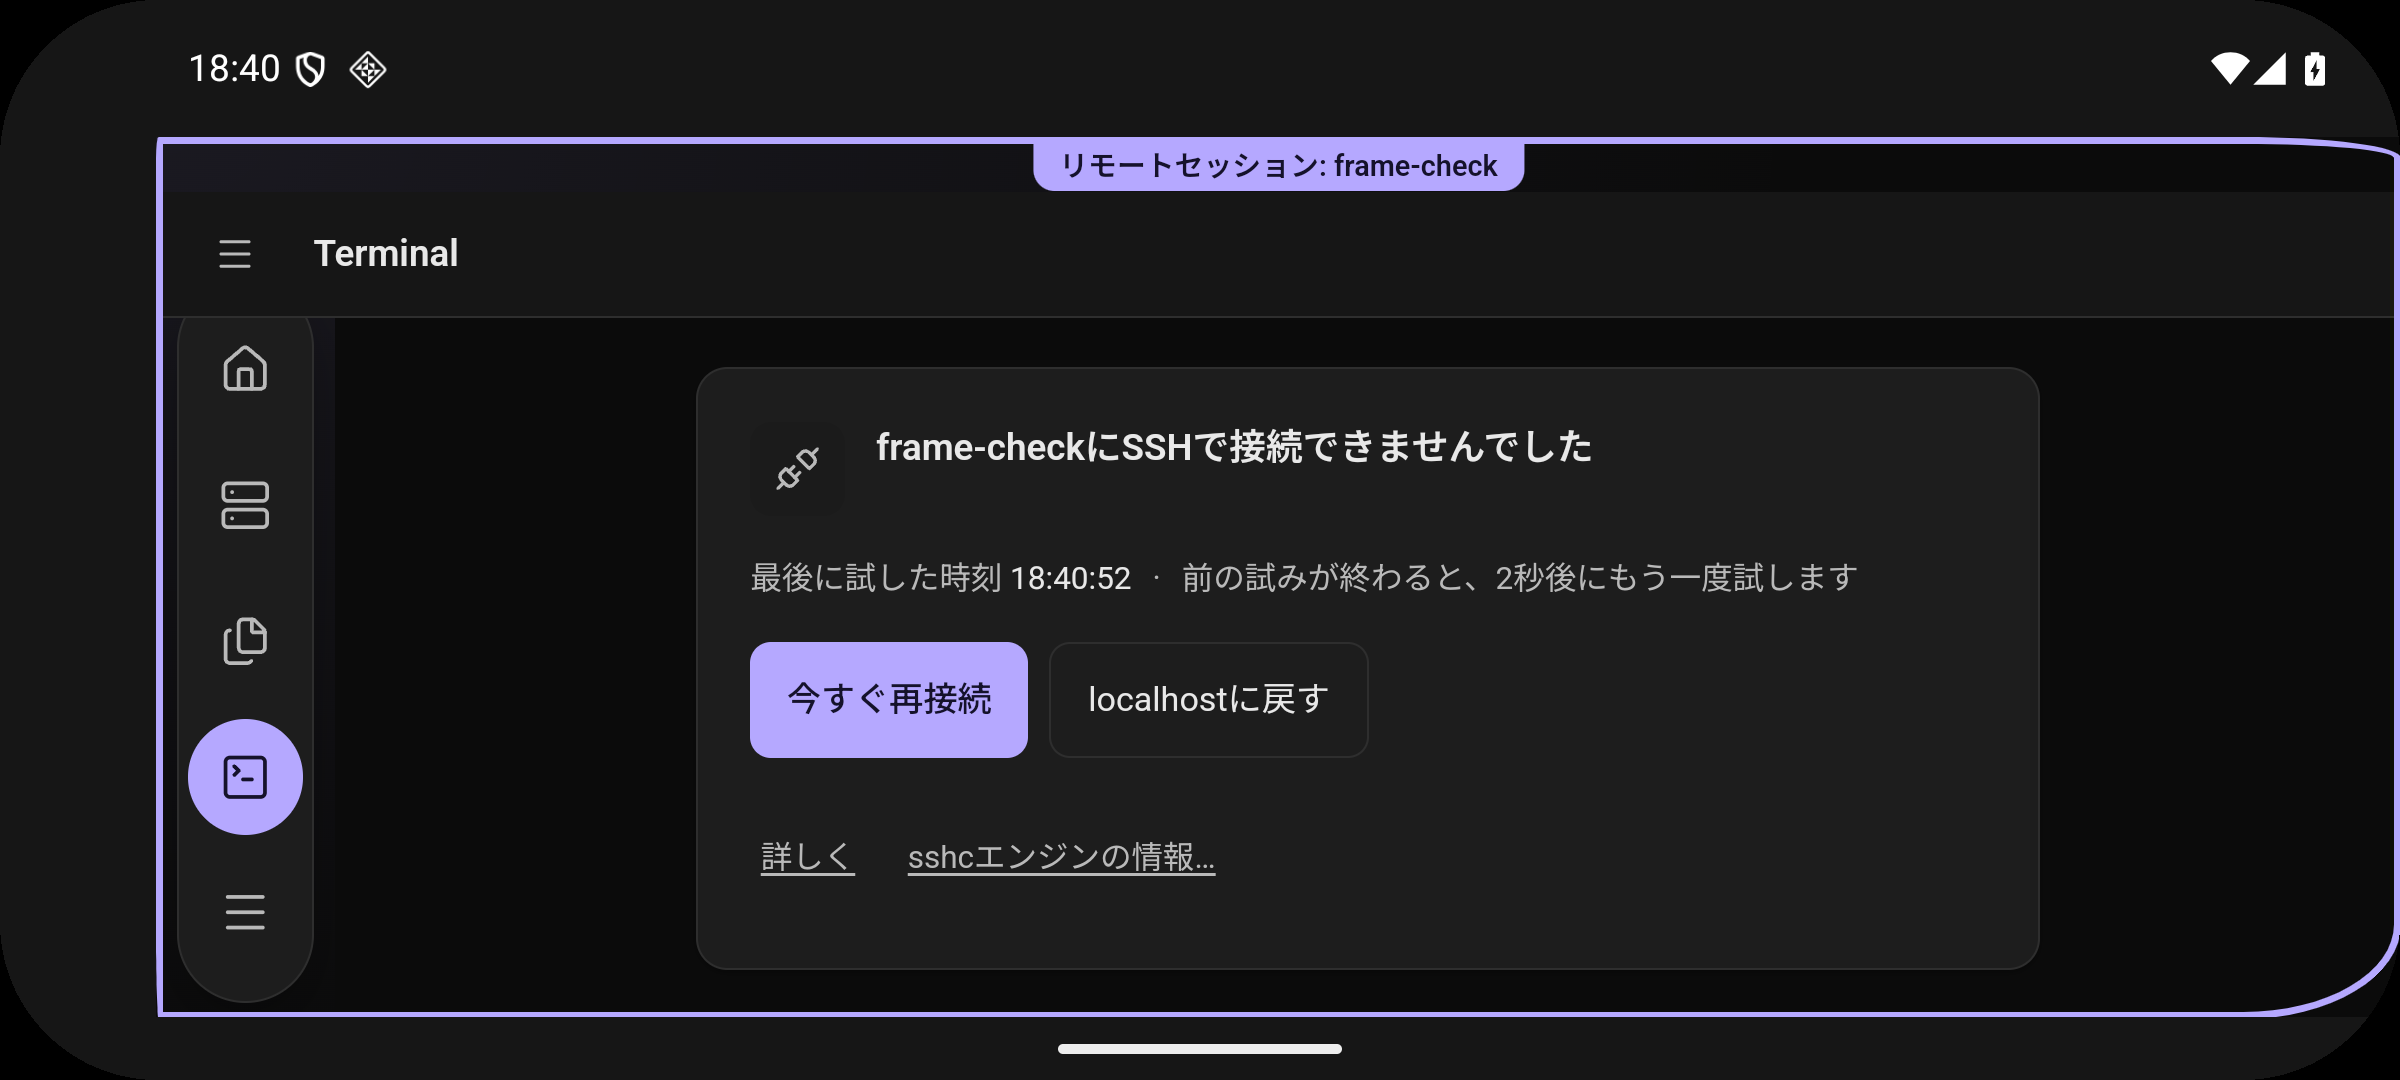 18:40
リモートセッション: frame-check
Terminal
frame-checkにSSHで接続できませんでした
最後に試した時刻 18:40:52 · 前の試みが終わると、2秒後にもう一度試します
今すぐ再接続
localhostに戻す
詳しく
sshcエンジンの情報…